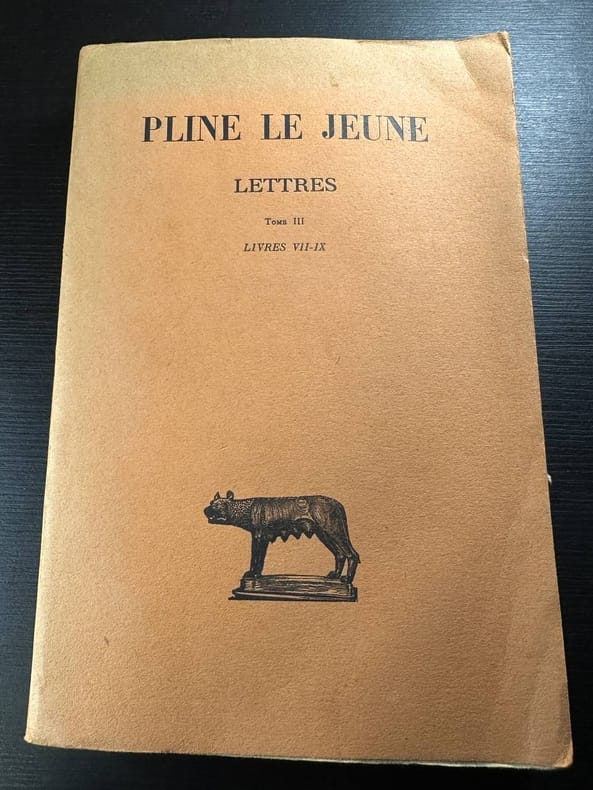 PLINE LE JEUNE
LETTRES
Tome III
LIVRES VII-IX